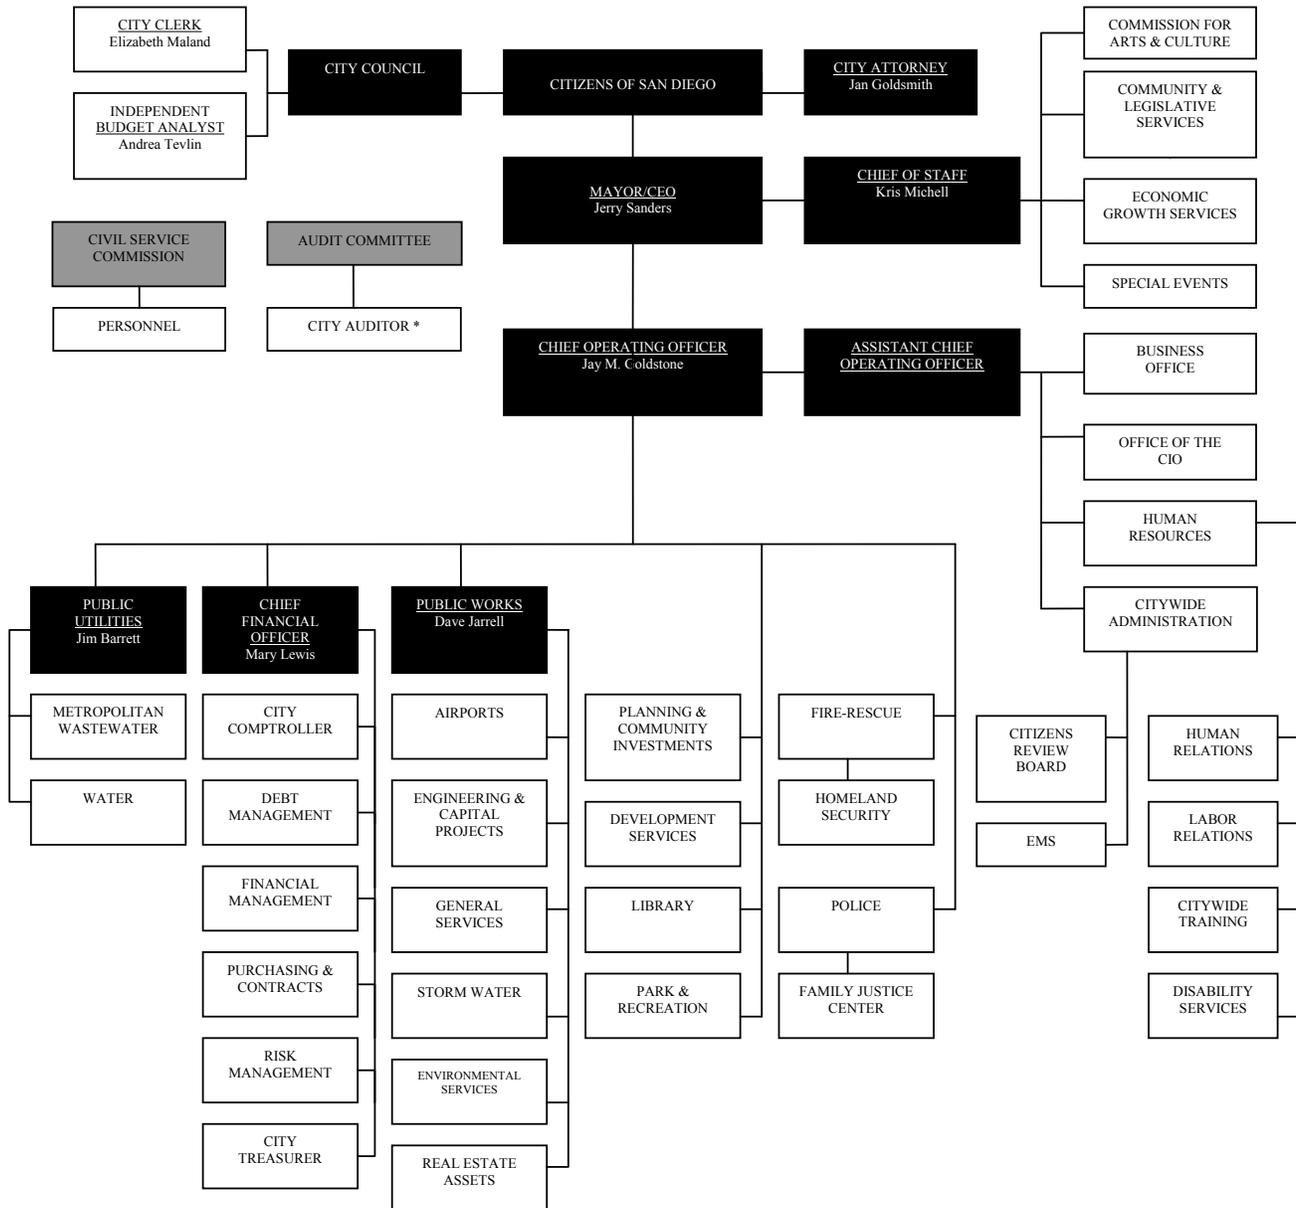 CITY CLERK
Elizabeth Maland
INDEPENDENT
BUDGET ANALYST
Andrea Tevlin
CITY COUNCIL
CITIZENS OF SAN DIEGO
CITY ATTORNEY
Jan Goldsmith
MAYOR/CEO
Jerry Sanders
CHIEF OF STAFF
Kris Michell
COMMISSION FOR
ARTS & CULTURE
COMMUNITY &
LEGISLATIVE
SERVICES
ECONOMIC
GROWTH SERVICES
SPECIAL EVENTS
CIVIL SERVICE
COMMISSION
PERSONNEL
AUDIT COMMITTEE
CITY AUDITOR *
CHIEF OPERATING OFFICER
Jay M. Goldstone
ASSISTANT CHIEF
OPERATING OFFICER
BUSINESS
OFFICE
OFFICE OF THE
CIO
HUMAN
RESOURCES
CITYWIDE
ADMINISTRATION
PUBLIC
UTILITIES
Jim Barrett
METROPOLITAN
WASTEWATER
WATER
CHIEF
FINANCIAL
OFFICER
Mary Lewis
CITY
COMPTROLLER
DEBT
MANAGEMENT
FINANCIAL
MANAGEMENT
PURCHASING &
CONTRACTS
RISK
MANAGEMENT
CITY
TREASURER
PUBLIC WORKS
Dave Jarrell
AIRPORTS
ENGINEERING &
CAPITAL
PROJECTS
GENERAL
SERVICES
STORM WATER
ENVIRONMENTAL
SERVICES
REAL ESTATE
ASSETS
PLANNING &
COMMUNITY
INVESTMENTS
DEVELOPMENT
SERVICES
LIBRARY
PARK &
RECREATION
FIRE-RESCUE
HOMELAND
SECURITY
POLICE
FAMILY JUSTICE
CENTER
CITIZENS
REVIEW
BOARD
EMS
HUMAN
RELATIONS
LABOR
RELATIONS
CITYWIDE
TRAINING
DISABILITY
SERVICES